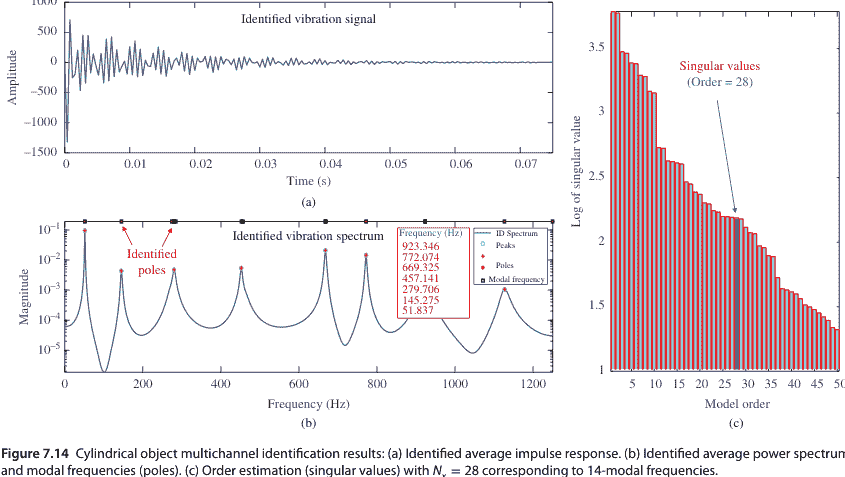 1000
500
0
−500
−1000
−1500
Amplitude
Identified vibration signal
0
0.01
0.02
0.03
0.04
0.05
0.06
0.07
Time (s)
(a)
10−1
10−2
10−3
10−4
10−5
Magnitude
Identified vibration spectrum
Identified
poles
Frequency (Hz)
923.346
772.074
669.325
457.141
279.706
145.275
51.837
ID Spectrum
Peaks
Poles
Modal frequency
0
200
400
600
800
1000
1200
Frequency (Hz)
(b)
3.5
3
2.5
2
1.5
1
Log of singular value
Singular values
(Order = 28)
5
10
15
20
25
30
35
40
45
50
Model order
(c)
Figure 7.14 Cylindrical object multichannel identification results: (a) Identified average impulse response. (b) Identified average power spectrum
and modal frequencies (poles). (c) Order estimation (singular values) with Nx = 28 corresponding to 14-modal frequencies.